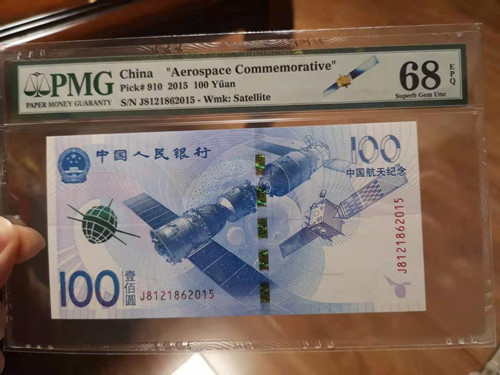 PMG
PAPER MONEY GUARANTY
China "Aerospace Commemorative"
Pick# 910 2015 100 Yüan
S/N J8121862015 - Wmk: Satellite
68 EPQ
Superb Gem Unc
中国人民银行
100
中国航天纪念
J8121862015
100 壹佰圆 J8121862015